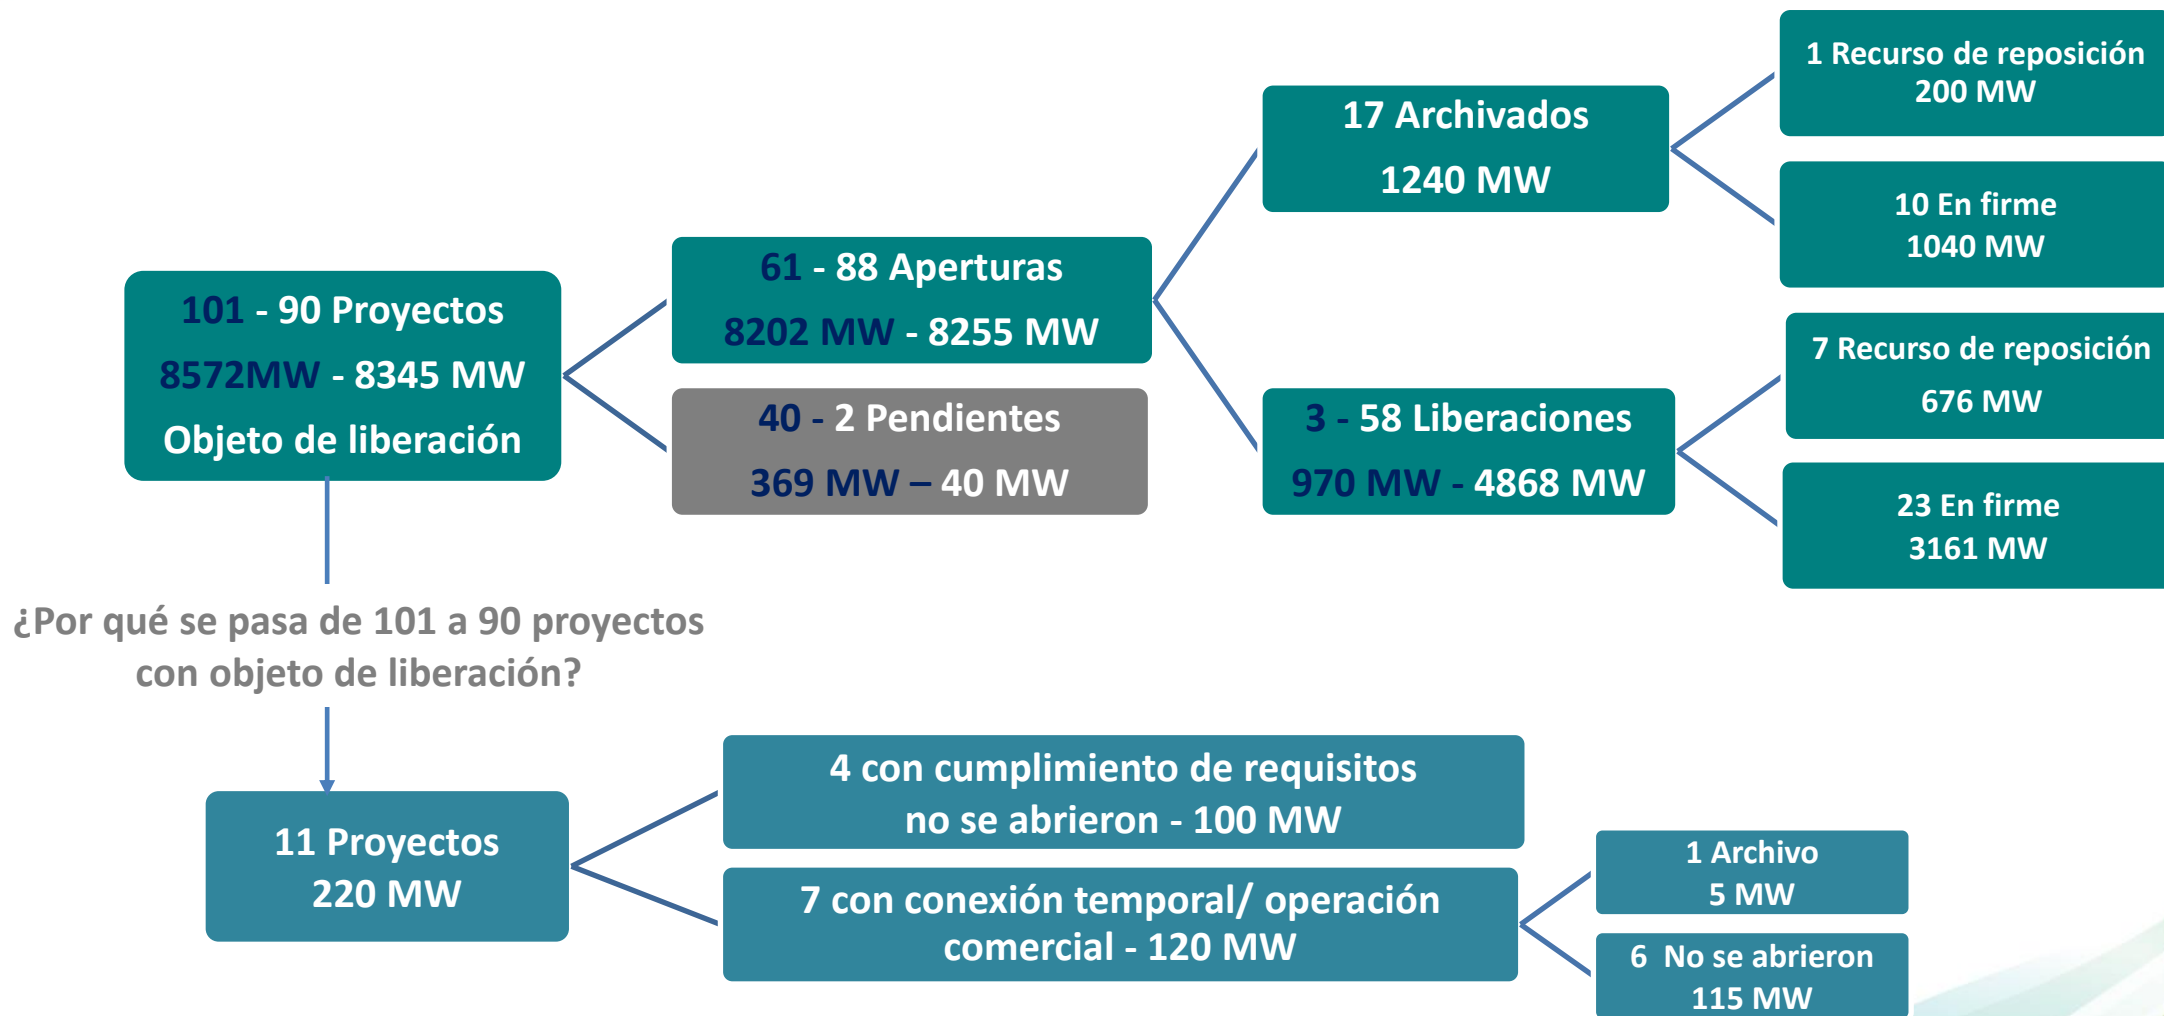 101 - 90 Proyectos
8572MW - 8345 MW
Objeto de liberación
61 - 88 Aperturas
8202 MW - 8255 MW
40 - 2 Pendientes
369 MW – 40 MW
17 Archivados
1240 MW
3 - 58 Liberaciones
970 MW - 4868 MW
1 Recurso de reposición
200 MW
10 En firme
1040 MW
7 Recurso de reposición
676 MW
23 En firme
3161 MW
¿Por qué se pasa de 101 a 90 proyectos
con objeto de liberación?
11 Proyectos
220 MW
4 con cumplimiento de requisitos
no se abrieron - 100 MW
7 con conexión temporal/ operación
comercial - 120 MW
1 Archivo
5 MW
6 No se abrieron
115 MW